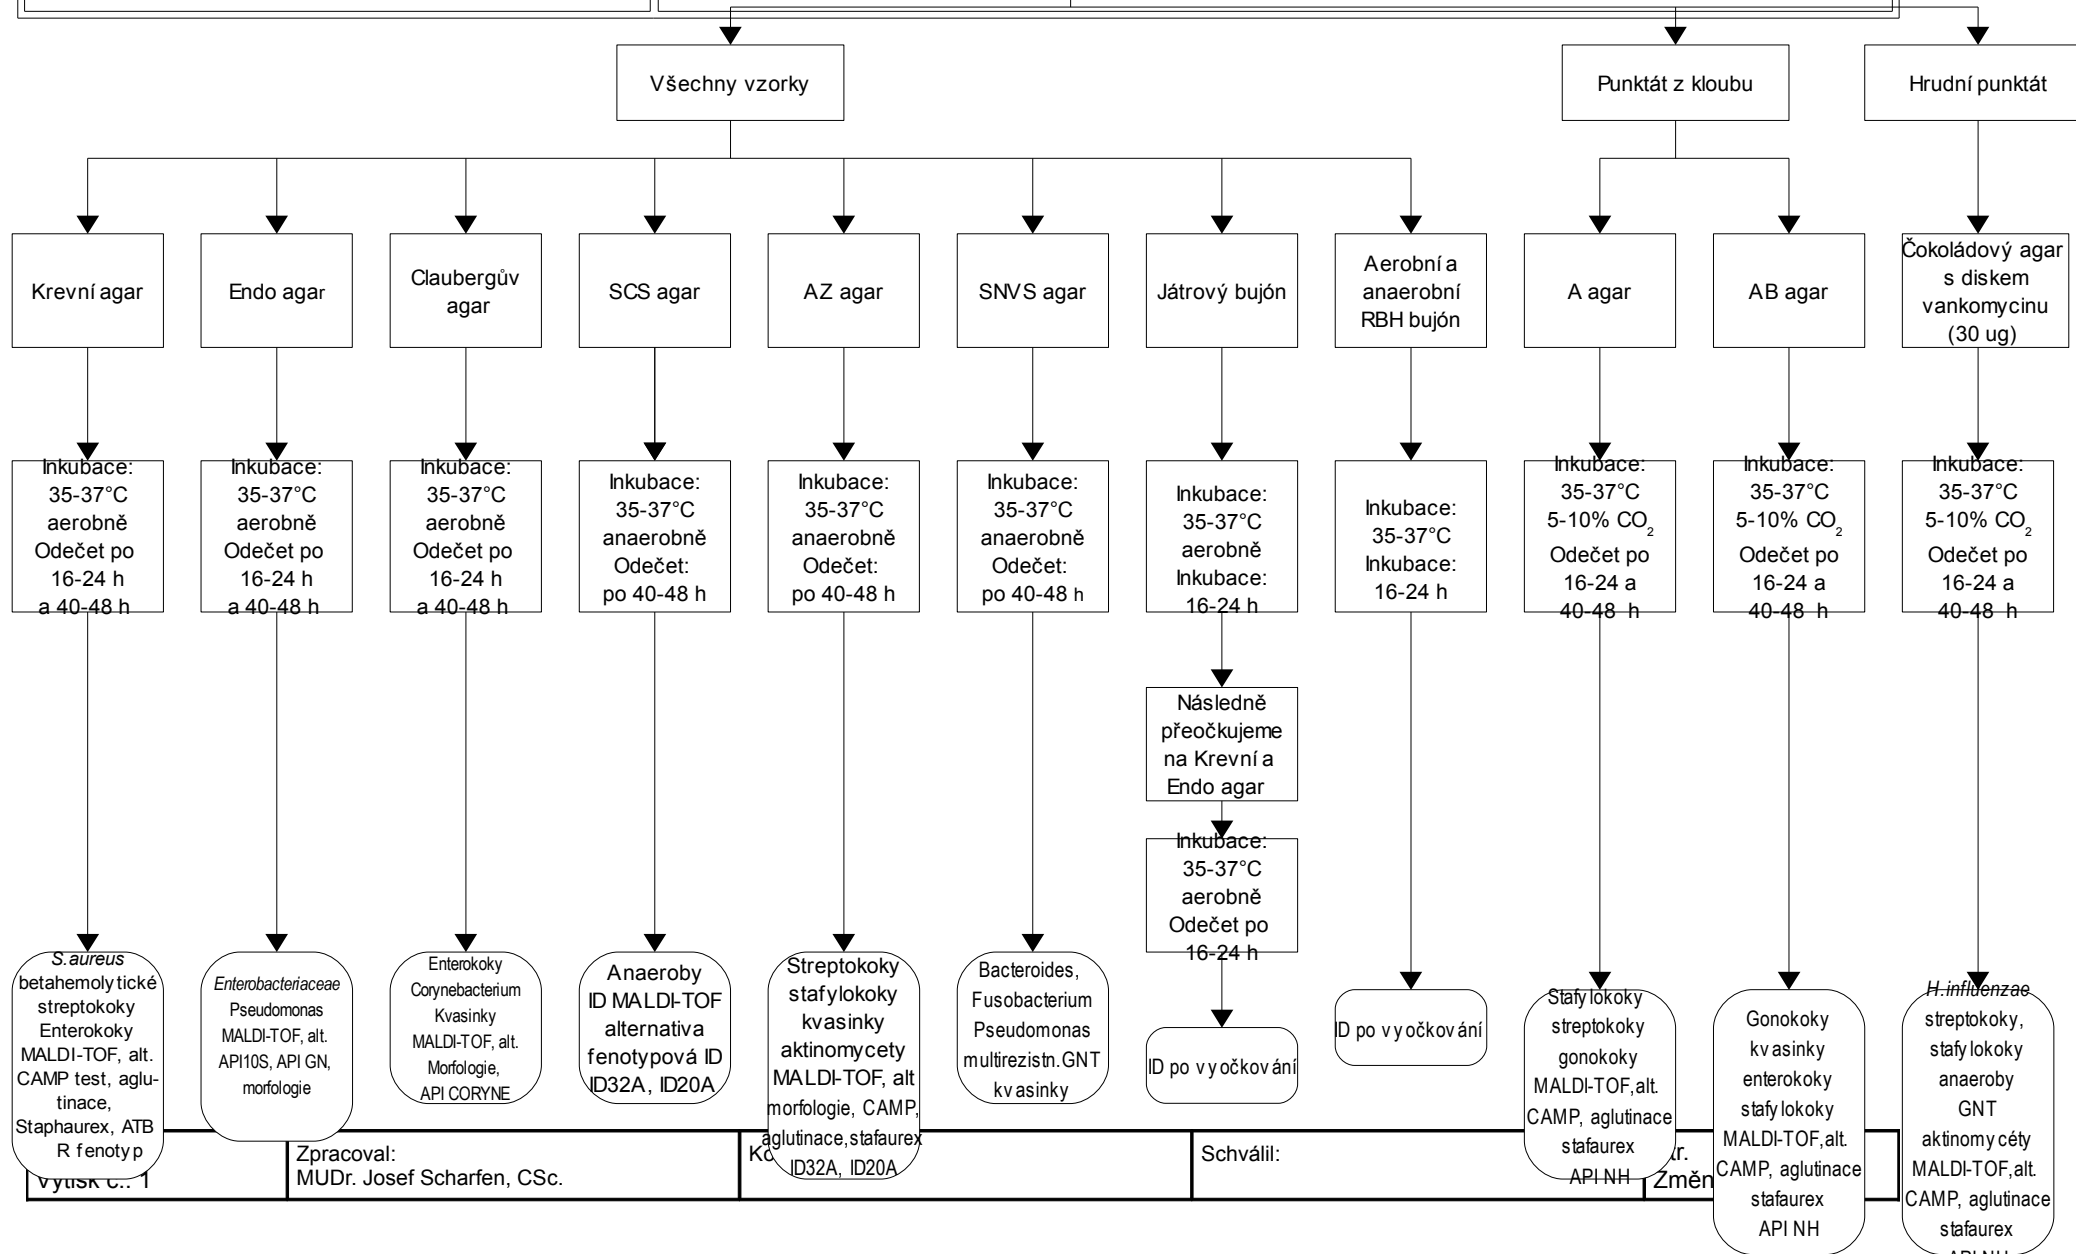 Všechny vzorky
Punktát z kloubu
Hrudní punktát
Krevní agar
Endo agar
Claubergův
agar
SCS agar
AZ agar
SNVS agar
Játrový bujón
Aerobní a
anaerobní
RBH bujón
A agar
AB agar
Čokoládový agar
s diskem
vankomycinu
(30 ug)
Inkubace:
35-37°C
aerobně
Odečet po
16-24 h
a 40-48 h
Inkubace:
35-37°C
aerobně
Odečet po
16-24 h
a 40-48 h
Inkubace:
35-37°C
aerobně
Odečet po
16-24 h
a 40-48 h
Inkubace:
35-37°C
anaerobně
Odečet:
po 40-48 h
Inkubace:
35-37°C
anaerobně
Odečet:
po 40-48 h
Inkubace:
35-37°C
anaerobně
Odečet:
po 40-48 h
Inkubace:
35-37°C
aerobně
Inkubace:
16-24 h
Inkubace:
35-37°C
Inkubace:
16-24 h
Inkubace:
35-37°C
5-10% CO2
Odečet po
16-24 a
40-48 h
Inkubace:
35-37°C
5-10% CO2
Odečet po
16-24 a
40-48 h
Inkubace:
35-37°C
5-10% CO2
Odečet po
16-24 a
40-48 h
Následně
přeočkujeme
na Krevní a
Endo agar
Inkubace:
35-37°C
aerobně
Odečet po
16-24 h
S.aureus
betahemolytické
streptokoky
Enterokoky
MALDI-TOF, alt.
CAMP test, aglu-
tinace,
Staphaurex, ATB
R fenotyp
Enterobacteriaceae
Pseudomonas
MALDI-TOF, alt.
API10S, API GN,
morfologie
Enterokoky
Corynebacterium
Kvasinky
MALDI-TOF, alt.
Morfologie,
API CORYNE
Anaeroby
ID MALDI-TOF
alternativa
fenotypová ID
ID32A, ID20A
Streptokoky
stafylokoky
kvasinky
aktinomycety
MALDI-TOF, alt
morfologie, CAMP,
aglutinace,stafaurex
ID32A, ID20A
Bacteroides,
Fusobacterium
Pseudomonas
multirezistn.GNT
kvasinky
ID po vyočkování
ID po vyočkování
Stafylokoky
streptokoky
gonokoky
MALDI-TOF,alt.
CAMP, aglutinace
stafaurex
API NH
Gonokoky
kvasinky
enterokoky
stafylokoky
MALDI-TOF,alt.
CAMP, aglutinace
stafaurex
API NH
H.influenzae
streptokoky,
stafylokoky
anaeroby
GNT
aktinomycéty
MALDI-TOF,alt.
CAMP, aglutinace
stafaurex
API NH
Výtisk č.: 1
Zpracoval:
MUDr. Josef Scharfen, CSc.
Schválil: